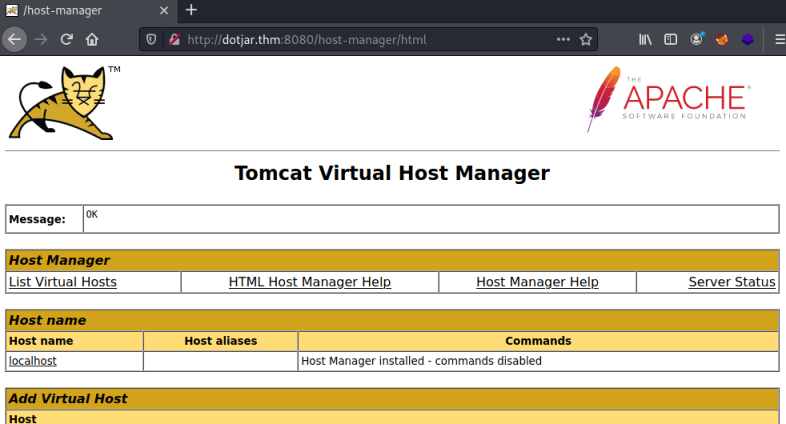 /host-manager
http://dotjar.thm:8080/host-manager/html
TM
THE
APACHE®
SOFTWARE FOUNDATION
Tomcat Virtual Host Manager
Message: OK
Host Manager
List Virtual Hosts HTML Host Manager Help Host Manager Help Server Status
Host name
Host name Host aliases Commands
localhost Host Manager installed - commands disabled
Add Virtual Host
Host